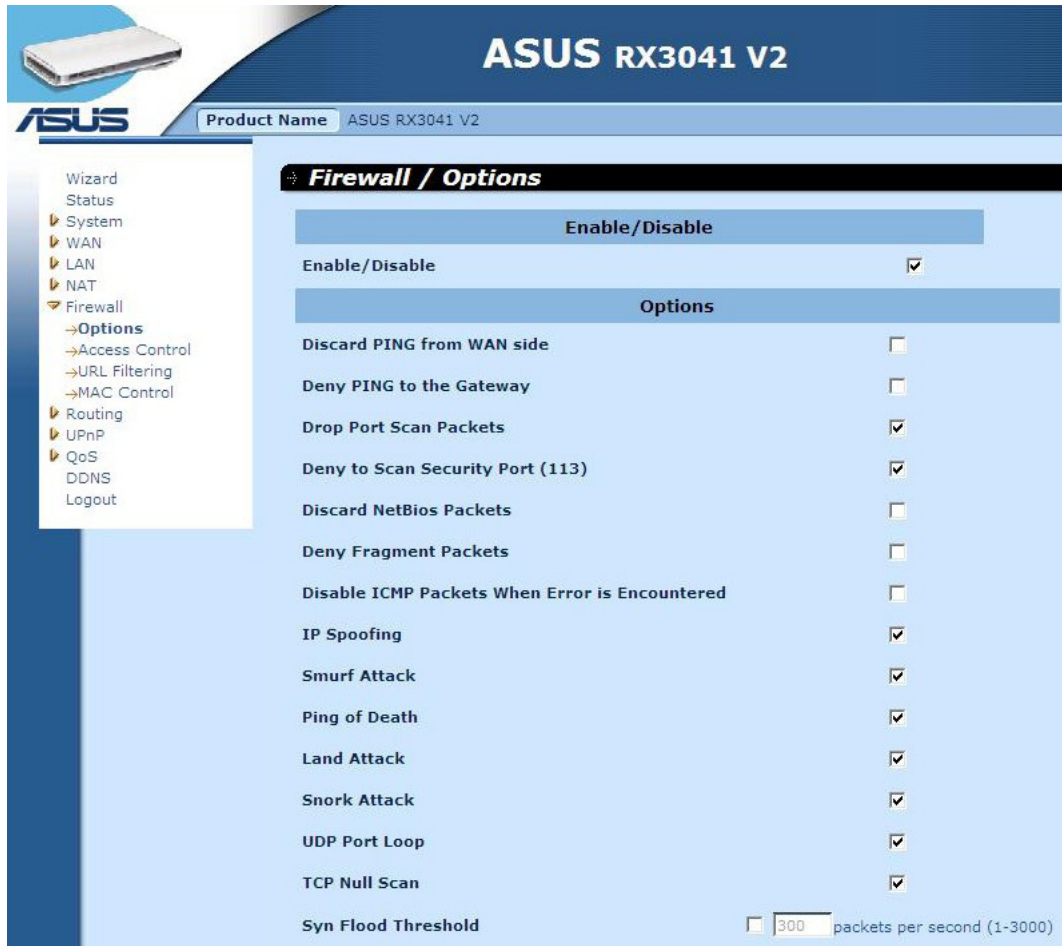 ASUS RX3041 V2
ASUS
Product Name ASUS RX3041 V2
Wizard
Status
System
WAN
LAN
NAT
Firewall
Options
Access Control
URL Filtering
MAC Control
Routing
UPnP
QoS
DDNS
Logout
Firewall / Options
Enable/Disable
Enable/Disable
Options
Discard PING from WAN side
Deny PING to the Gateway
Drop Port Scan Packets
Deny to Scan Security Port (113)
Discard NetBios Packets
Deny Fragment Packets
Disable ICMP Packets When Error is Encountered
IP Spoofing
Smurf Attack
Ping of Death
Land Attack
Snork Attack
UDP Port Loop
TCP Null Scan
Syn Flood Threshold 300 packets per second (1-3000)